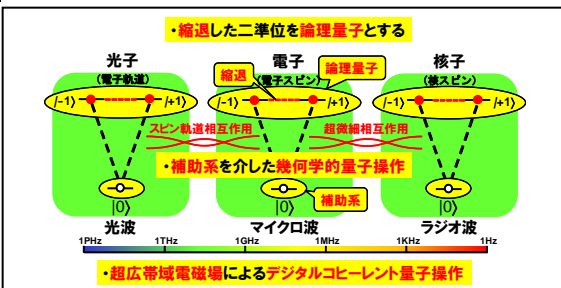 ・縮退した二準位を論理量子とする
光子
(電子軌道)
|-1⟩
|+1⟩
電子
(電子スピン)
縮退
論理量子
|-1⟩
|+1⟩
核子
(核スピン)
|-1⟩
|+1⟩
スピン軌道相互作用
超微細相互作用
・補助系を介した幾何学的量子操作
補助系
|0⟩
|0⟩
|0⟩
光波
マイクロ波
ラジオ波
1PHz 1THz 1GHz 1MHz 1KHz 1Hz
・超広帯域電磁場によるデジタルコヒーレント量子操作